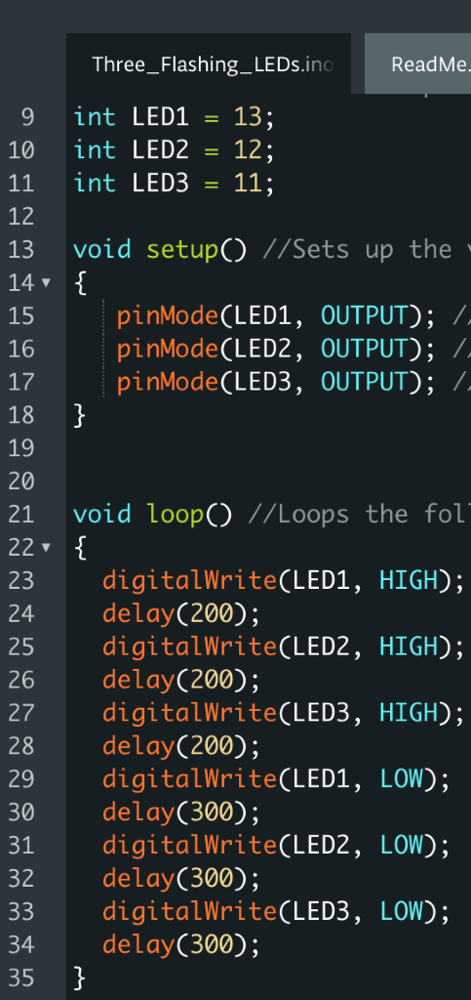 Three_Flashing_LEDs.ino ReadMe.
9 int LED1 = 13;
10 int LED2 = 12;
11 int LED3 = 11;
12
13 void setup() //Sets up the
14 {
15 pinMode(LED1, OUTPUT); //
16 pinMode(LED2, OUTPUT); //
17 pinMode(LED3, OUTPUT); //
18 }
19
20
21 void loop() //Loops the fol
22 {
23 digitalWrite(LED1, HIGH);
24 delay(200);
25 digitalWrite(LED2, HIGH);
26 delay(200);
27 digitalWrite(LED3, HIGH);
28 delay(200);
29 digitalWrite(LED1, LOW);
30 delay(300);
31 digitalWrite(LED2, LOW);
32 delay(300);
33 digitalWrite(LED3, LOW);
34 delay(300);
35 }